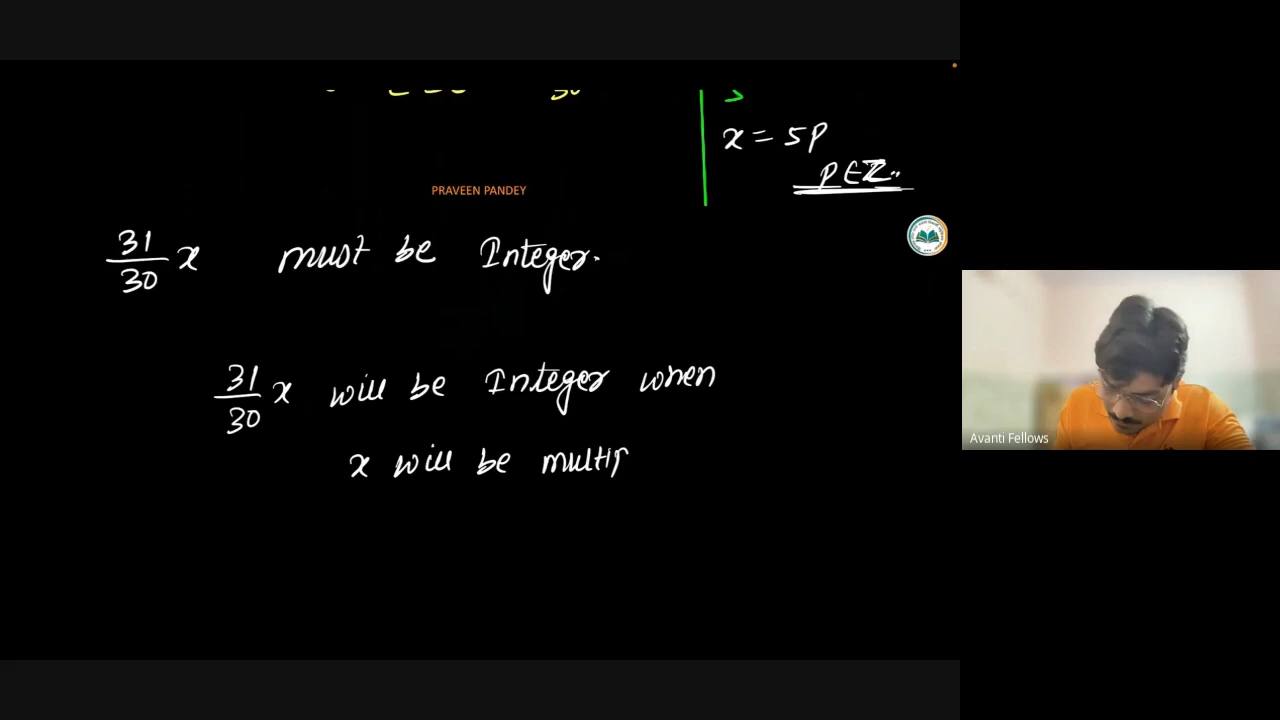 x = 5P
P ∈ Z..
PRAVEEN PANDEY
31/30 x must be Integer.
31/30 x will be Integer when
x will be multip
Avanti Fellows